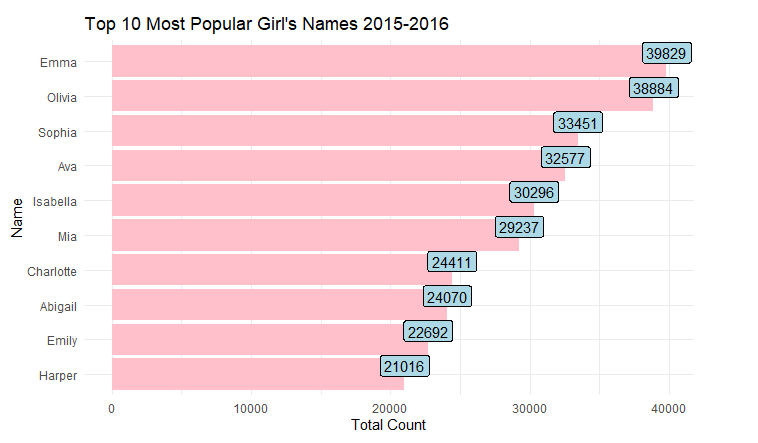 Top 10 Most Popular Girl's Names 2015-2016
Name
Emma 39829
Olivia 38884
Sophia 33451
Ava 32577
Isabella 30296
Mia 29237
Charlotte 24411
Abigail 24070
Emily 22692
Harper 21016
0 10000 20000 30000 40000
Total Count